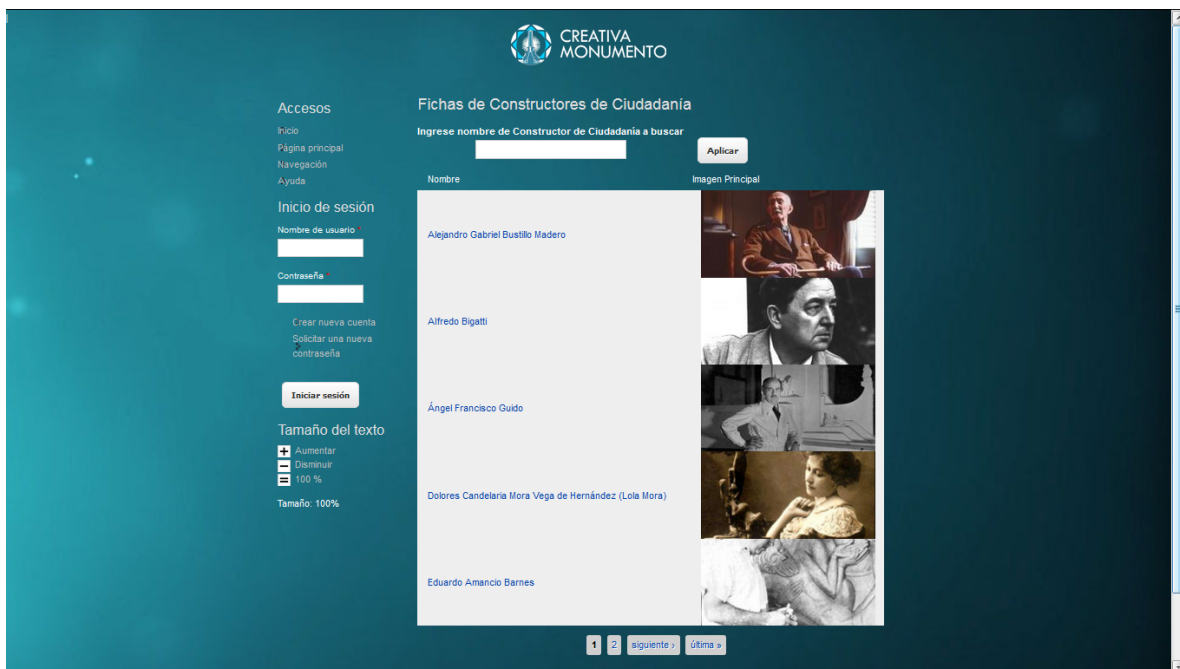 CREATIVA
MONUMENTO
Accesos
Inicio
Página principal
Navegación
Ayuda
Inicio de sesión
Nombre de usuario *
Contraseña *
Crear nueva cuenta
Solicitar una nueva
contraseña
Iniciar sesión
Tamaño del texto
+ Aumentar
− Disminuir
= 100 %
Tamaño: 100%
Fichas de Constructores de Ciudadanía
Ingrese nombre de Constructor de Ciudadanía a buscar
Aplicar
Nombre Imagen Principal
Alejandro Gabriel Bustillo Madero
Alfredo Bigatti
Ángel Francisco Guido
Dolores Candelaria Mora Vega de Hernández (Lola Mora)
Eduardo Amancio Barnes
1 2 siguiente › última »